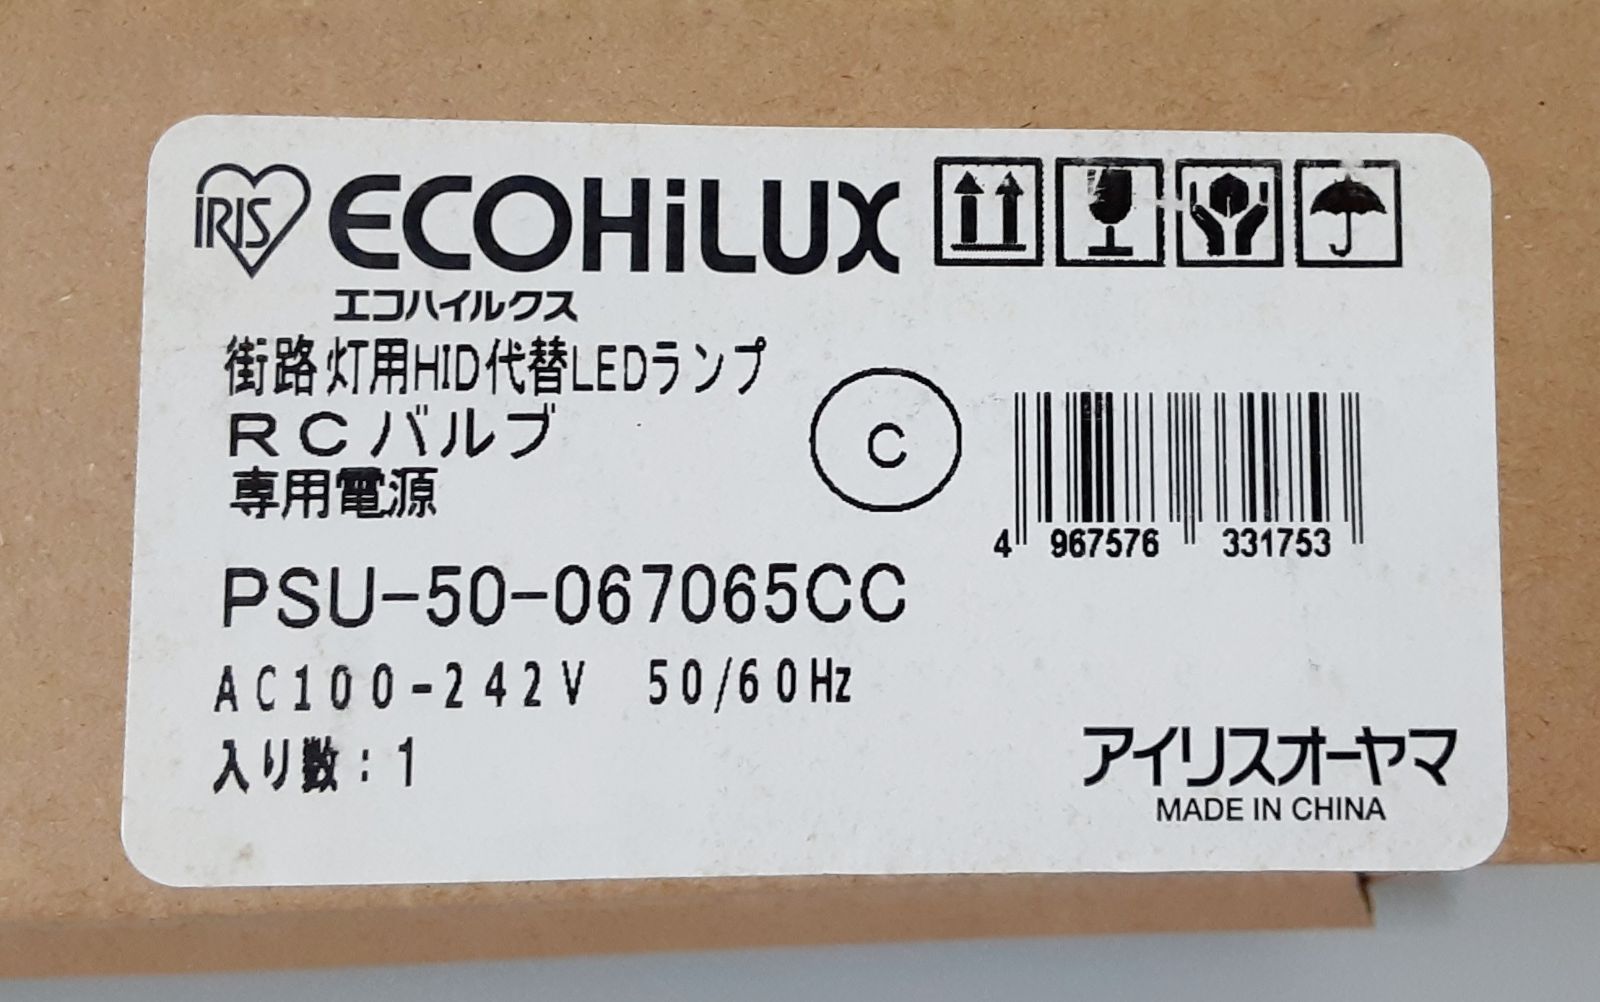 IRIS ECOHiLUX
エコハイルクス
街路灯用HID代替LEDランプ
RCバルブ
専用電源
C
4 967576 331753
PSU-50-067065CC
AC100-242V 50/60Hz
入り数：1
アイリスオーヤマ
MADE IN CHINA